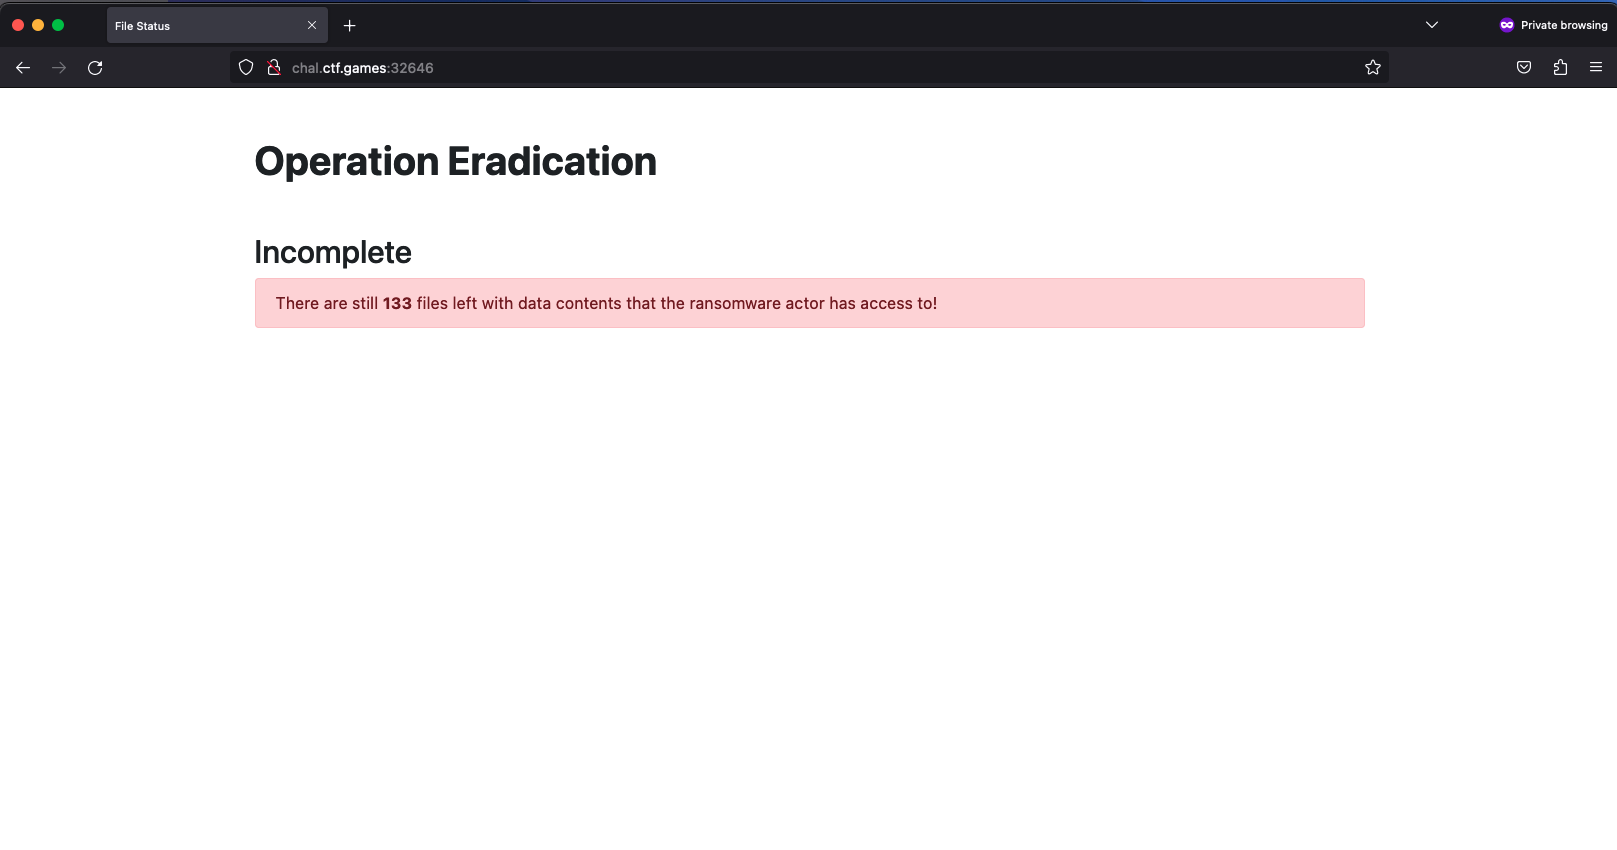 File Status
Private browsing
chal.ctf.games:32646
Operation Eradication
Incomplete
There are still 133 files left with data contents that the ransomware actor has access to!